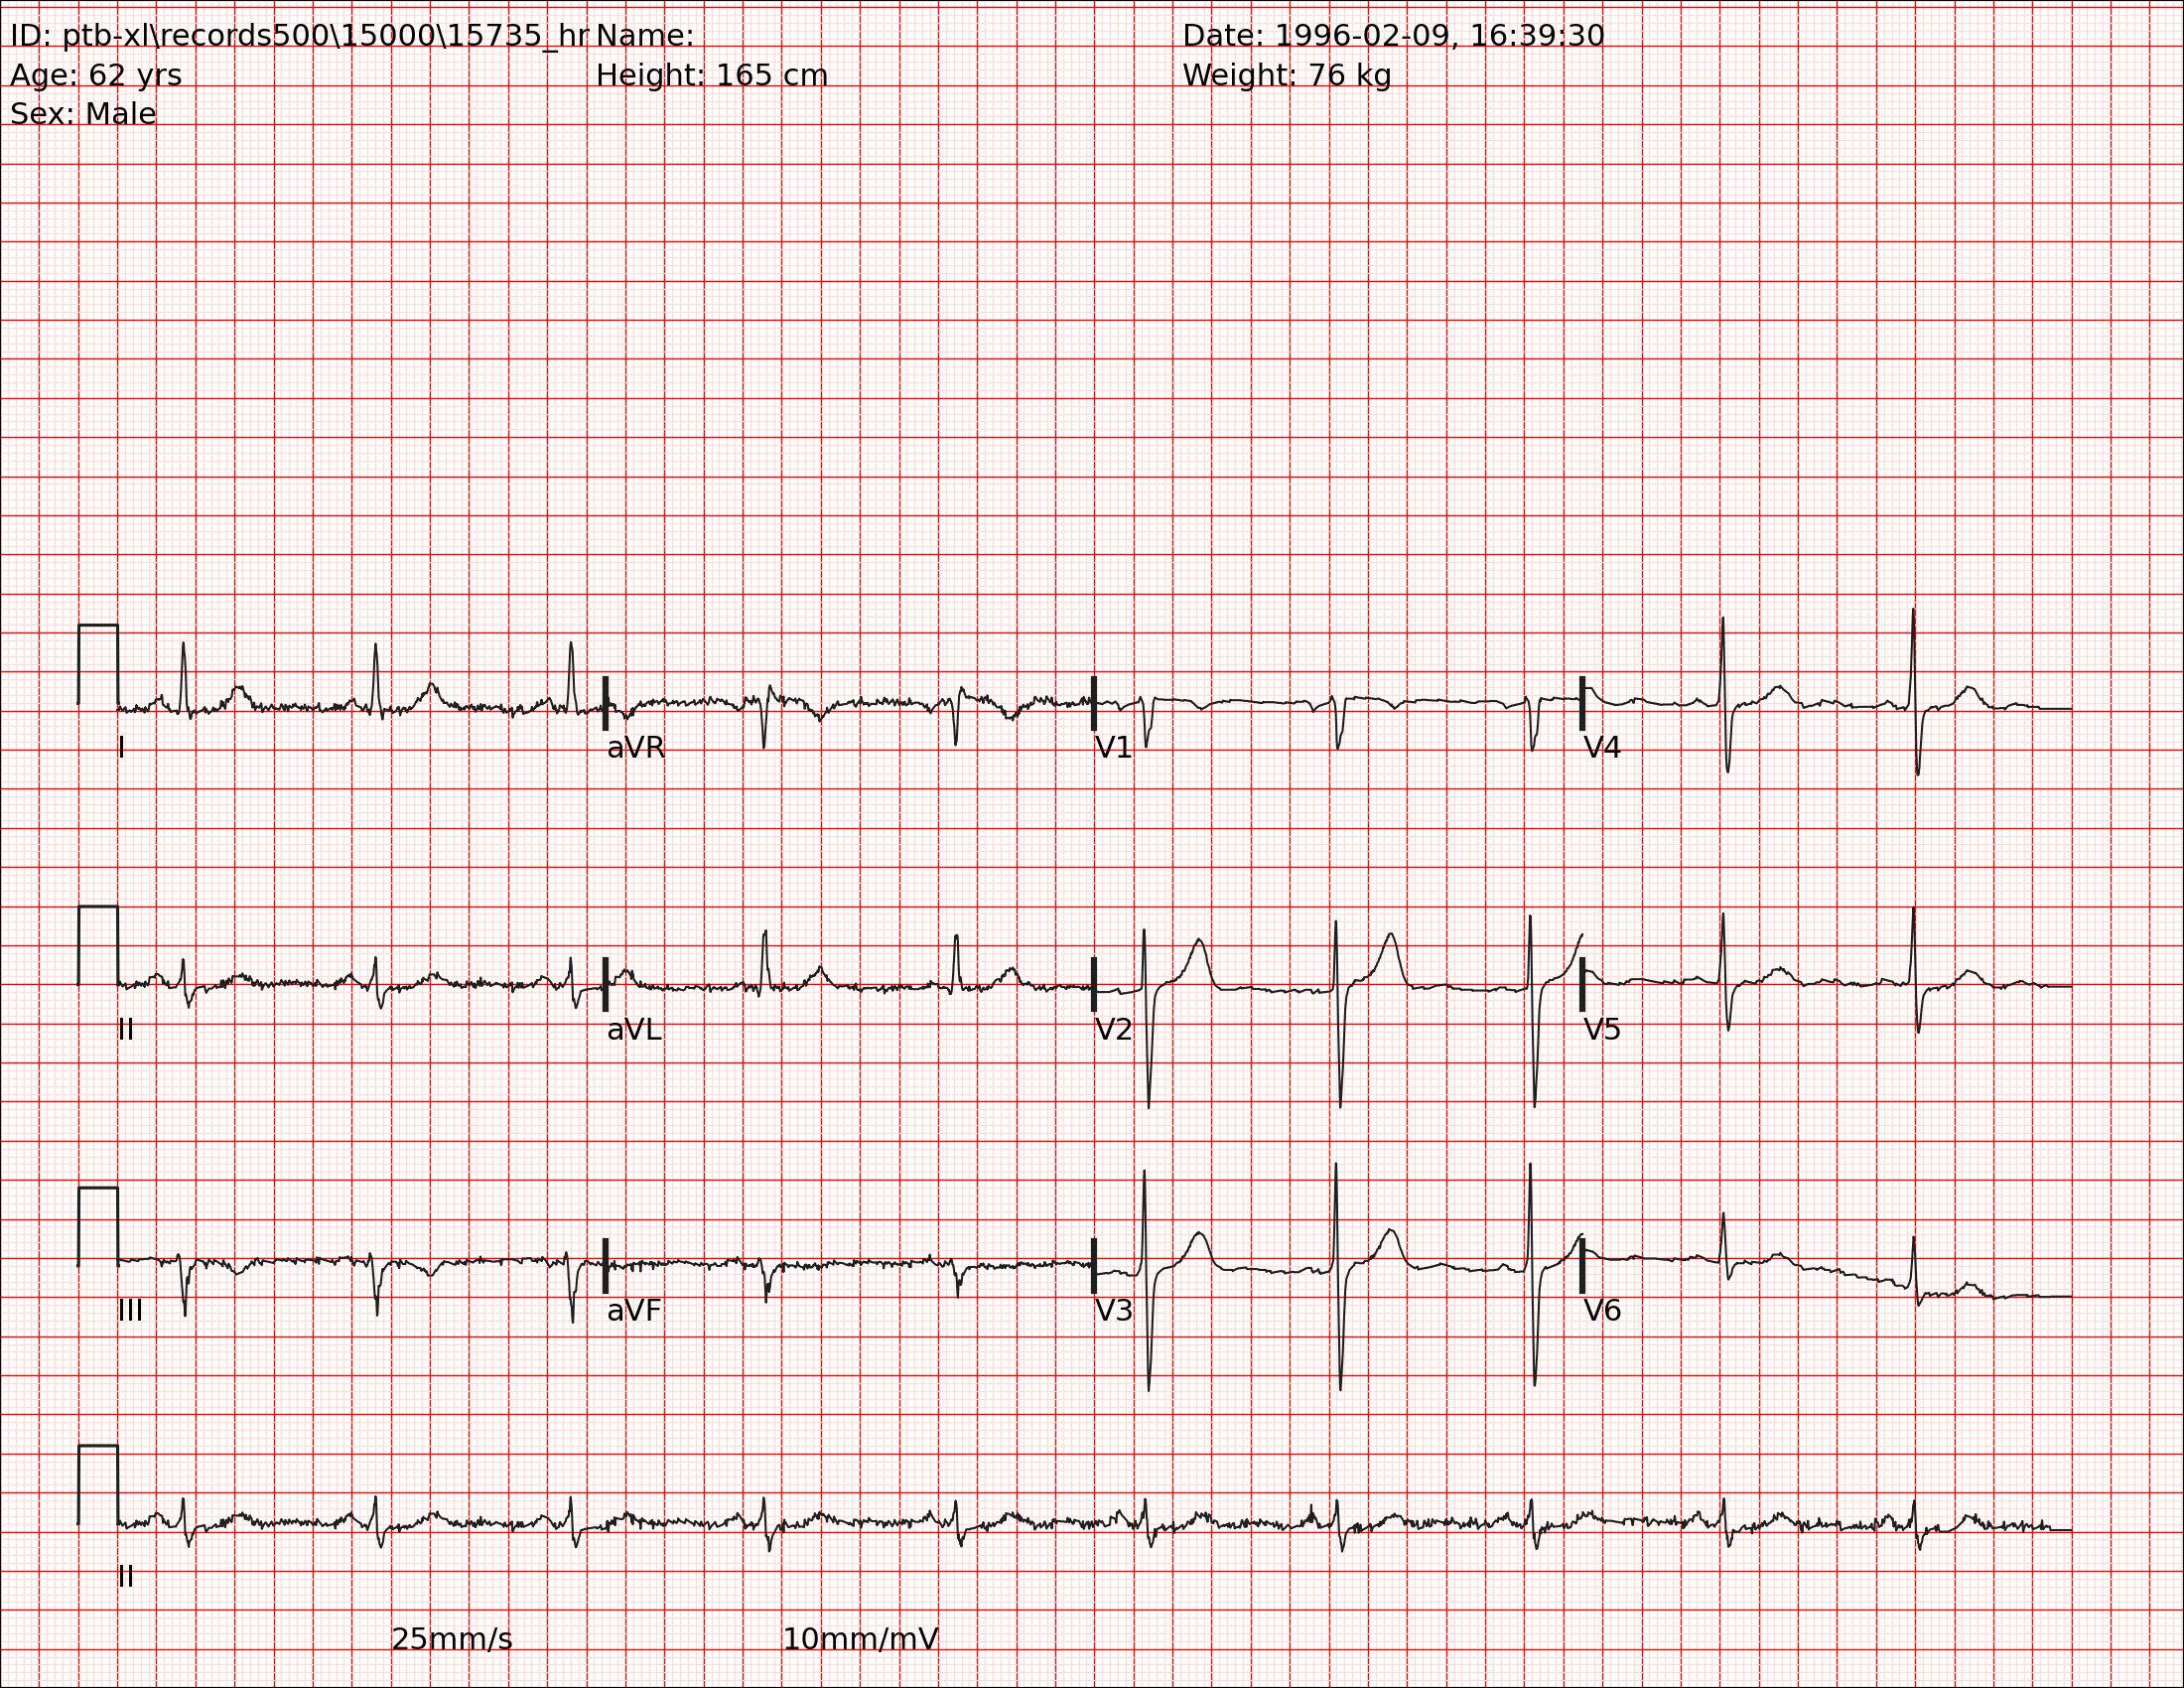 ID: ptb-xl\records500\15000\15735_hr Name: Date: 1996-02-09, 16:39:30
Age: 62 yrs Height: 165 cm Weight: 76 kg
Sex: Male
I aVR V1 V4
II aVL V2 V5
III aVF V3 V6
II
25mm/s 10mm/mV